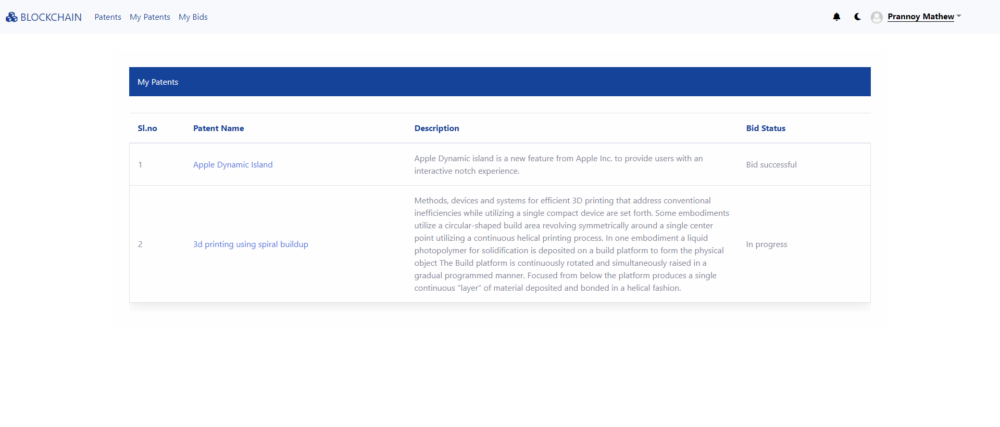 BLOCKCHAIN Patents My Patents My Bids Prannoy Mathew
My Patents
Sl.no Patent Name Description Bid Status
1 Apple Dynamic Island Apple Dynamic island is a new feature from Apple Inc. to provide users with an Bid successful
interactive notch experience.
Methods, devices and systems for efficient 3D printing that address conventional
inefficiencies while utilizing a single compact device are set forth. Some embodiments
utilize a circular-shaped build area revolving symmetrically around a single center
point utilizing a continuous helical printing process. In one embodiment a liquid
2 3d printing using spiral buildup photopolymer for solidification is deposited on a build platform to form the physical In progress
object The Build platform is continuously rotated and simultaneously raised in a
gradual programmed manner. Focused from below the platform produces a single
continuous “layer” of material deposited and bonded in a helical fashion.